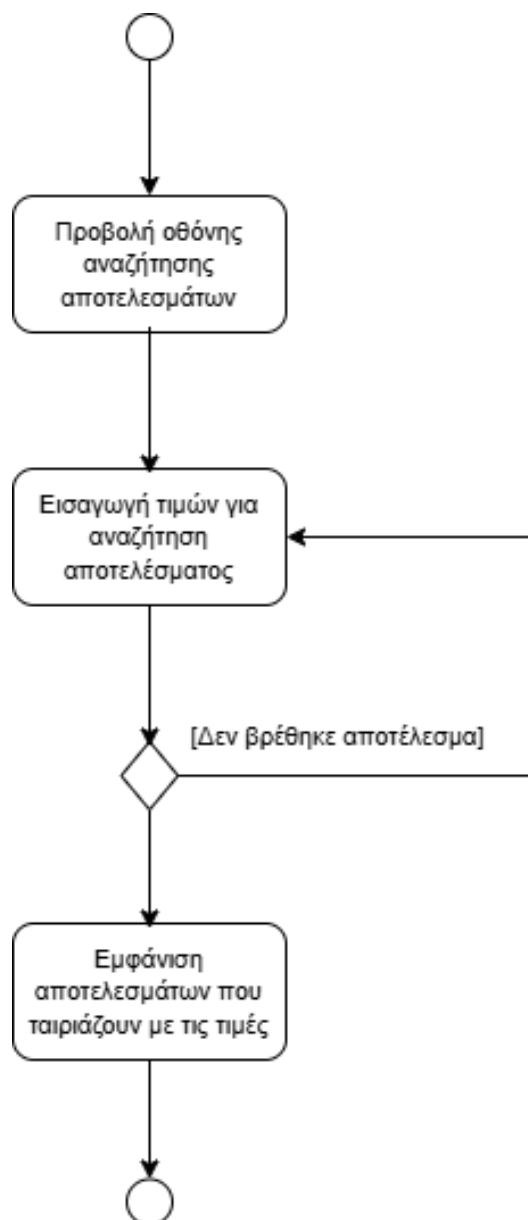 Προβολή οθόνης
αναζήτησης
αποτελεσμάτων
Εισαγωγή τιμών για
αναζήτηση
αποτελέσματος
[Δεν βρέθηκε αποτέλεσμα]
Εμφάνιση
αποτελεσμάτων που
ταιριάζουν με τις τιμές